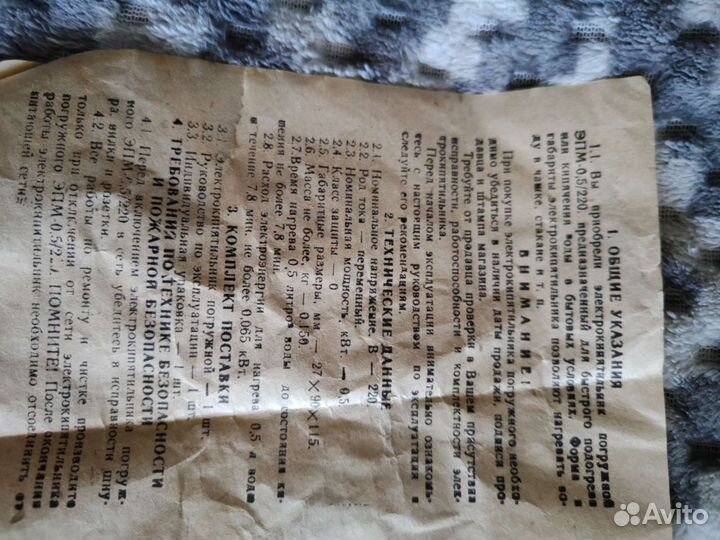 1. ОБЩИЕ УКАЗАНИЯ
1.1. Вы приобрели электрокипятильник погружной
ЭПМ-0,5/220, предназначенный для быстрого подогрева
или кипячения воды в бытовых условиях. Форма и
габариты электрокипятильника позволяют нагревать во-
ду в чашке, стакане и т. п.
ВНИМАНИЕ!
При покупке электрокипятильника погружного необхо-
димо убедиться в наличии даты продажи, подписи про-
давца и штампа магазина.
Требуйте от продавца проверки в Вашем присутствии
исправности, работоспособности и комплектности элек-
трокипятильника.
Перед началом эксплуатации внимательно ознакомь-
тесь с настоящим руководством по эксплуатации и
следуйте его рекомендациям.
2. ТЕХНИЧЕСКИЕ ДАННЫЕ
2.1. Номинальное напряжение, В — 220
2.2. Род тока — переменный.
2.3 Номинальная мощность, кВт. — 0,5
2.4. Класс защиты — 0
2.5. Габаритные размеры, мм — 27×90×115.
2.6. Масса не более, кг — 0,150.
2.7. Время нагрева 0,5 литров воды до состояния ки-
пения не более 7,8 мин.
2.8. Расход электроэнергии для нагрева 0,5 л вода
в течение 7,8 мин. не более 0,065 кВт.
3. КОМПЛЕКТ ПОСТАВКИ
3.1. Электрокипятильник погружной — 1 шт.
3.2 Руководство по эксплуатации — 1 шт.
3.3. Индивидуальная упаковка — 1 шт.
4. ТРЕБОВАНИЯ ПО ТЕХНИКЕ БЕЗОПАСНОСТИ
И ПОЖАРНОЙ БЕЗОПАСНОСТИ
4.1. Перед включением электрокипятильника погруж-
ного ЭПМ-0,5/220 в сеть убедитесь в исправности шну-
ра, вилки и розетки.
4.2. Все работы по ремонту и чистке производите
только при отключении от сети электрокипятильника
погружного ЭПМ-0.5/220. ПОМНИТЕ! После окончания
работы электрокипятильник необходимо отсоединить от
питающей сети.
Avito